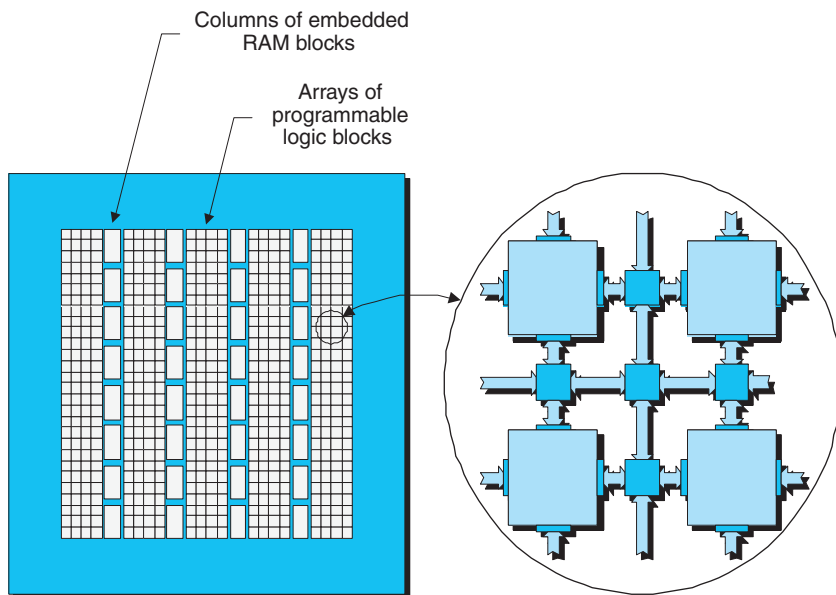 Columns of embedded
RAM blocks
Arrays of
programmable
logic blocks